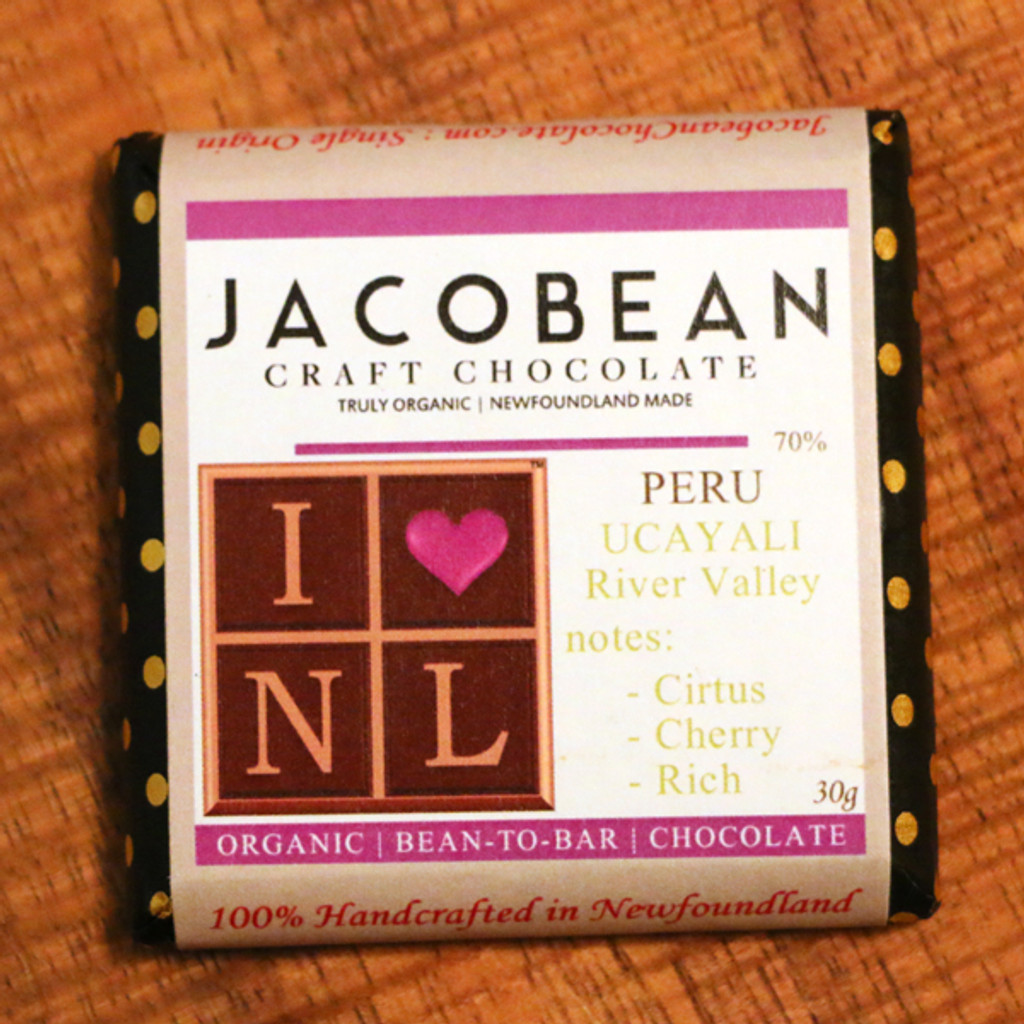 JacobeanChocolate.com : Single Origin
JACOBEAN
CRAFT CHOCOLATE
TRULY ORGANIC | NEWFOUNDLAND MADE
70%
I
N L
™
PERU
UCAYALI
River Valley
notes:
- Cirtus
- Cherry
- Rich
30g
ORGANIC | BEAN-TO-BAR | CHOCOLATE
100% Handcrafted in Newfoundland